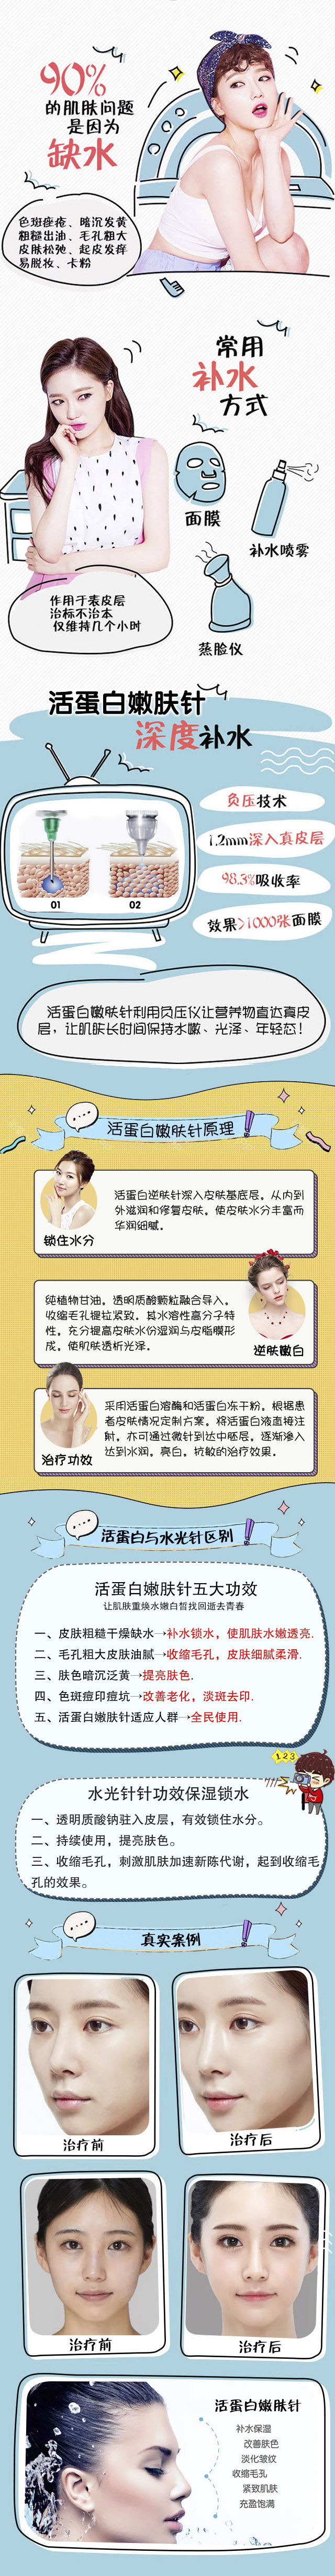 90%
的肌肤问题
是因为
缺水
色斑痤疮、暗沉发黄
粗糙出油、毛孔粗大
皮肤松弛、起皮发痒
易脱妆、卡粉
常用
补水
方式
面膜
补水喷雾
蒸脸仪
作用于表皮层
治标不治本
仅维持几个小时
活蛋白嫩肤针
深度补水
01
02
负压技术
1.2mm深入真皮层
98.3%吸收率
效果>1000张面膜
活蛋白嫩肤针利用负压仪让营养物直达真皮
层，让肌肤长时间保持水嫩、光泽、年轻态！
活蛋白嫩肤针原理
活蛋白逆肤针深入皮肤基底层，从内到
外滋润和修复皮肤，使皮肤水分丰富而
华润细腻。
锁住水分
纯植物甘油，透明质酸颗粒融合导入，
收缩毛孔提拉紧致，其水溶性高分子特
性，充分提高皮肤水份湿润与皮脂膜形
成，使肌肤透析光泽。
逆肤嫩白
采用活蛋白溶酶和活蛋白冻干粉，根据患
者皮肤情况定制方案，将活蛋白液直接注
射，亦可通过微针到达中胚层，逐渐渗入
达到水润，亮白，抗敏的治疗效果。
治疗功效
活蛋白与水光针区别
活蛋白嫩肤针五大功效
让肌肤重焕水嫩白皙找回逝去青春
一、皮肤粗糙干燥缺水→补水锁水，使肌肤水嫩透亮.
二、毛孔粗大皮肤油腻→收缩毛孔，皮肤细腻柔滑.
三、肤色暗沉泛黄→提亮肤色.
四、色斑痘印痘坑→改善老化，淡斑去印.
五、活蛋白嫩肤针适应人群→全民使用.
123
水光针针功效保湿锁水
一、透明质酸钠驻入皮层，有效锁住水分。
二、持续使用，提亮肤色。
三、收缩毛孔，刺激肌肤加速新陈代谢，起到收缩毛
孔的效果。
真实案例
治疗前
治疗后
治疗前
治疗后
活蛋白嫩肤针
补水保湿
改善肤色
淡化皱纹
收缩毛孔
紧致肌肤
充盈饱满